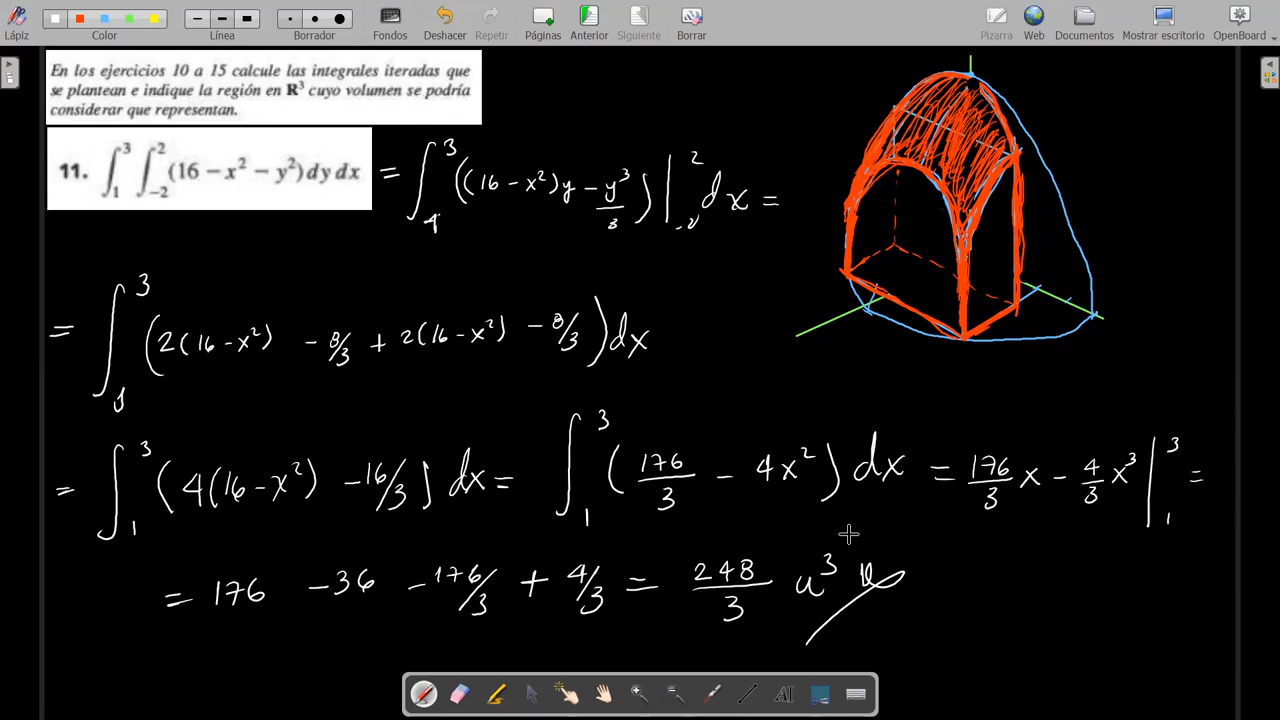 Lápiz Color Línea Borrador Fondos Deshacer Repetir Páginas Anterior Siguiente Borrar Pizarra Web Documentos Mostrar escritorio OpenBoard
En los ejercicios 10 a 15 calcule las integrales iteradas que
se plantean e indique la región en R³ cuyo volumen se podría
considerar que representan.
11. ∫₁³ ∫₋₂² (16 − x² − y²) dy dx = ∫₁³ ((16 − x²)y − y³/3) |₋₂² dx =
= ∫₁³ (2(16 − x²) − 8/3 + 2(16 − x²) − 8/3) dx
= ∫₁³ (4(16 − x²) − 16/3) dx = ∫₁³ (176/3 − 4x²) dx = 176/3 x − 4/3 x³ |₁³ =
= 176 − 36 − 176/3 + 4/3 = 248/3 u³
AI